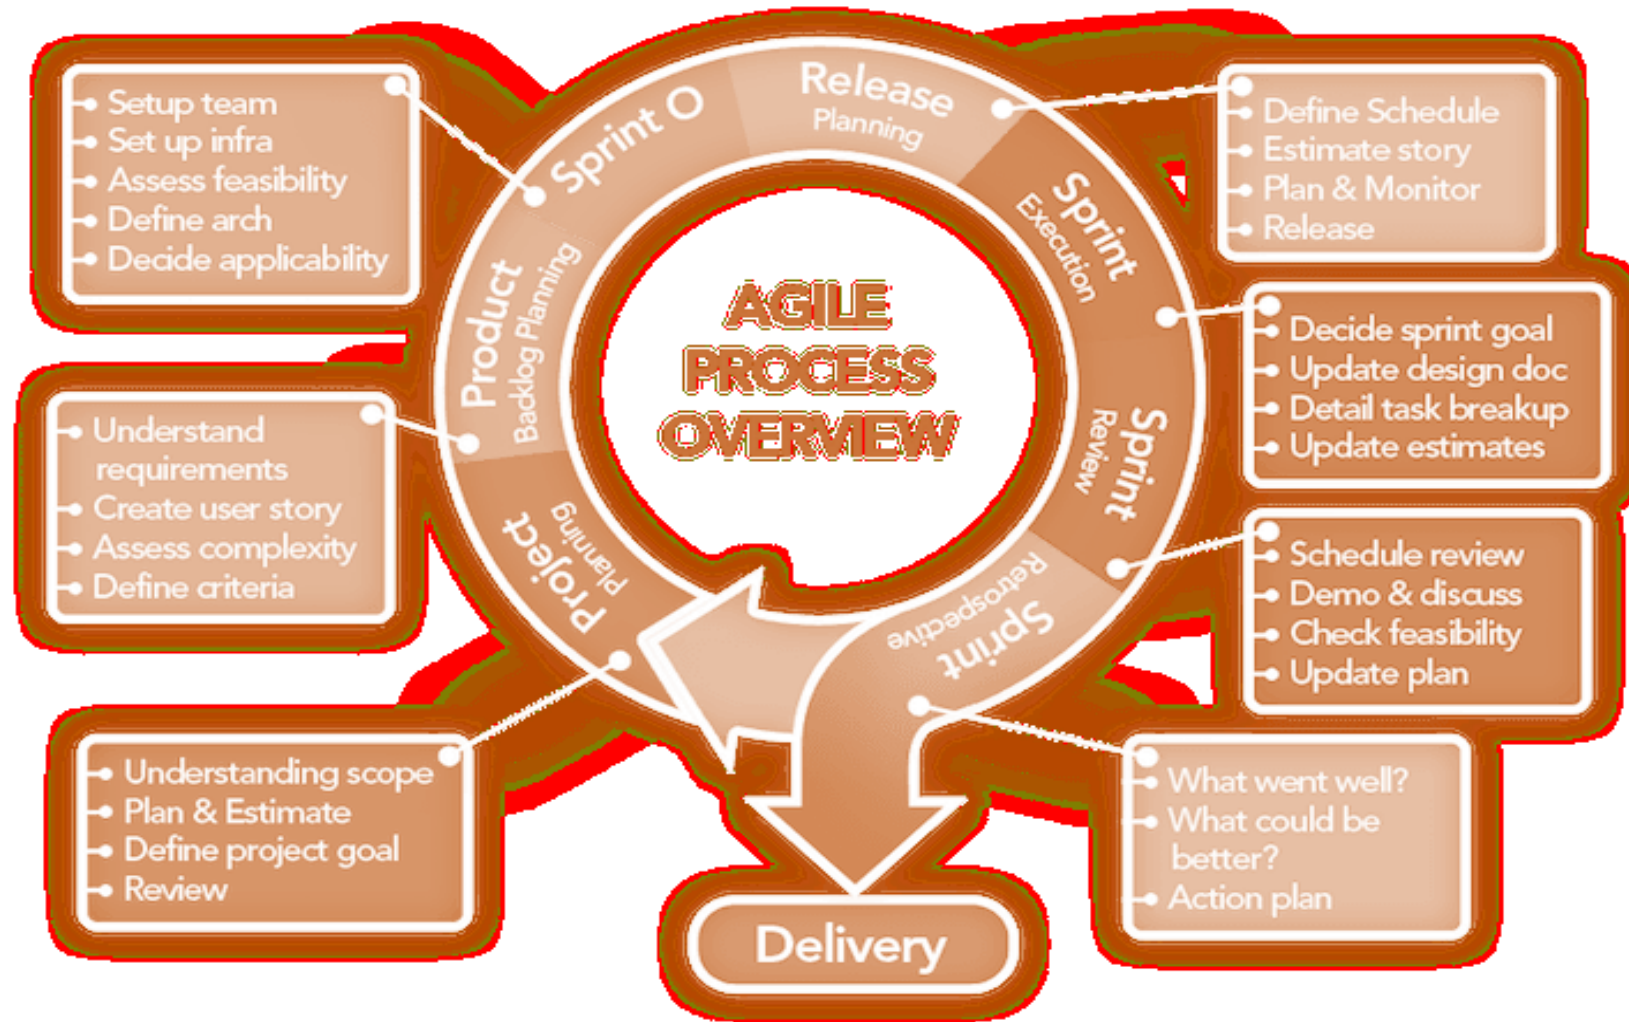 AGILE
PROCESS
OVERVIEW
Release
Planning
Sprint
Execution
Sprint
Review
Sprint
Retrospective
Project
Planning
Product
Backlog Planning
Sprint O
Setup team
Set up infra
Assess feasibility
Define arch
Decide applicability
Understand
requirements
Create user story
Assess complexity
Define criteria
Understanding scope
Plan & Estimate
Define project goal
Review
Define Schedule
Estimate story
Plan & Monitor
Release
Decide sprint goal
Update design doc
Detail task breakup
Update estimates
Schedule review
Demo & discuss
Check feasibility
Update plan
What went well?
What could be
better?
Action plan
Delivery